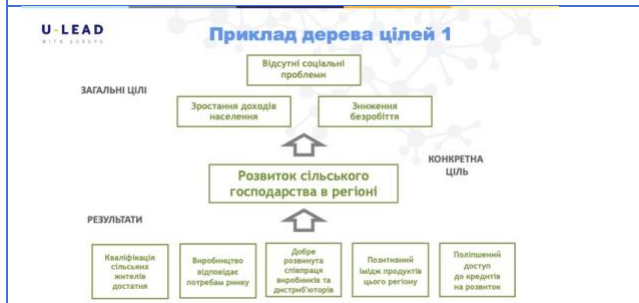 U-LEAD
WITH EUROPE
Приклад дерева цілей 1
Відсутні соціальні
проблеми
ЗАГАЛЬНІ ЦІЛІ
Зростання доходів
населення
Зниження
безробіття
КОНКРЕТНА
ЦІЛЬ
Розвиток сільського
господарства в регіоні
РЕЗУЛЬТАТИ
Кваліфікація
сільських
жителів
достатня
Виробництво
відповідає
потребам ринку
Добре
розвинута
співпраця
виробників та
дистриб'юторів
Позитивний
імідж продуктів
цього регіону
Поліпшений
доступ
до кредитів
на розвиток